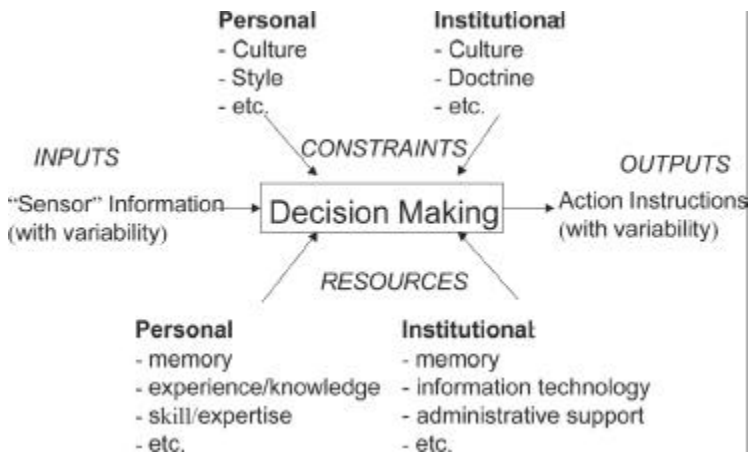 Personal
- Culture
- Style
- etc.
Institutional
- Culture
- Doctrine
- etc.
CONSTRAINTS
INPUTS
“Sensor” Information
(with variability)
Decision Making
OUTPUTS
Action Instructions
(with variability)
RESOURCES
Personal
- memory
- experience/knowledge
- skill/expertise
- etc.
Institutional
- memory
- information technology
- administrative support
- etc.